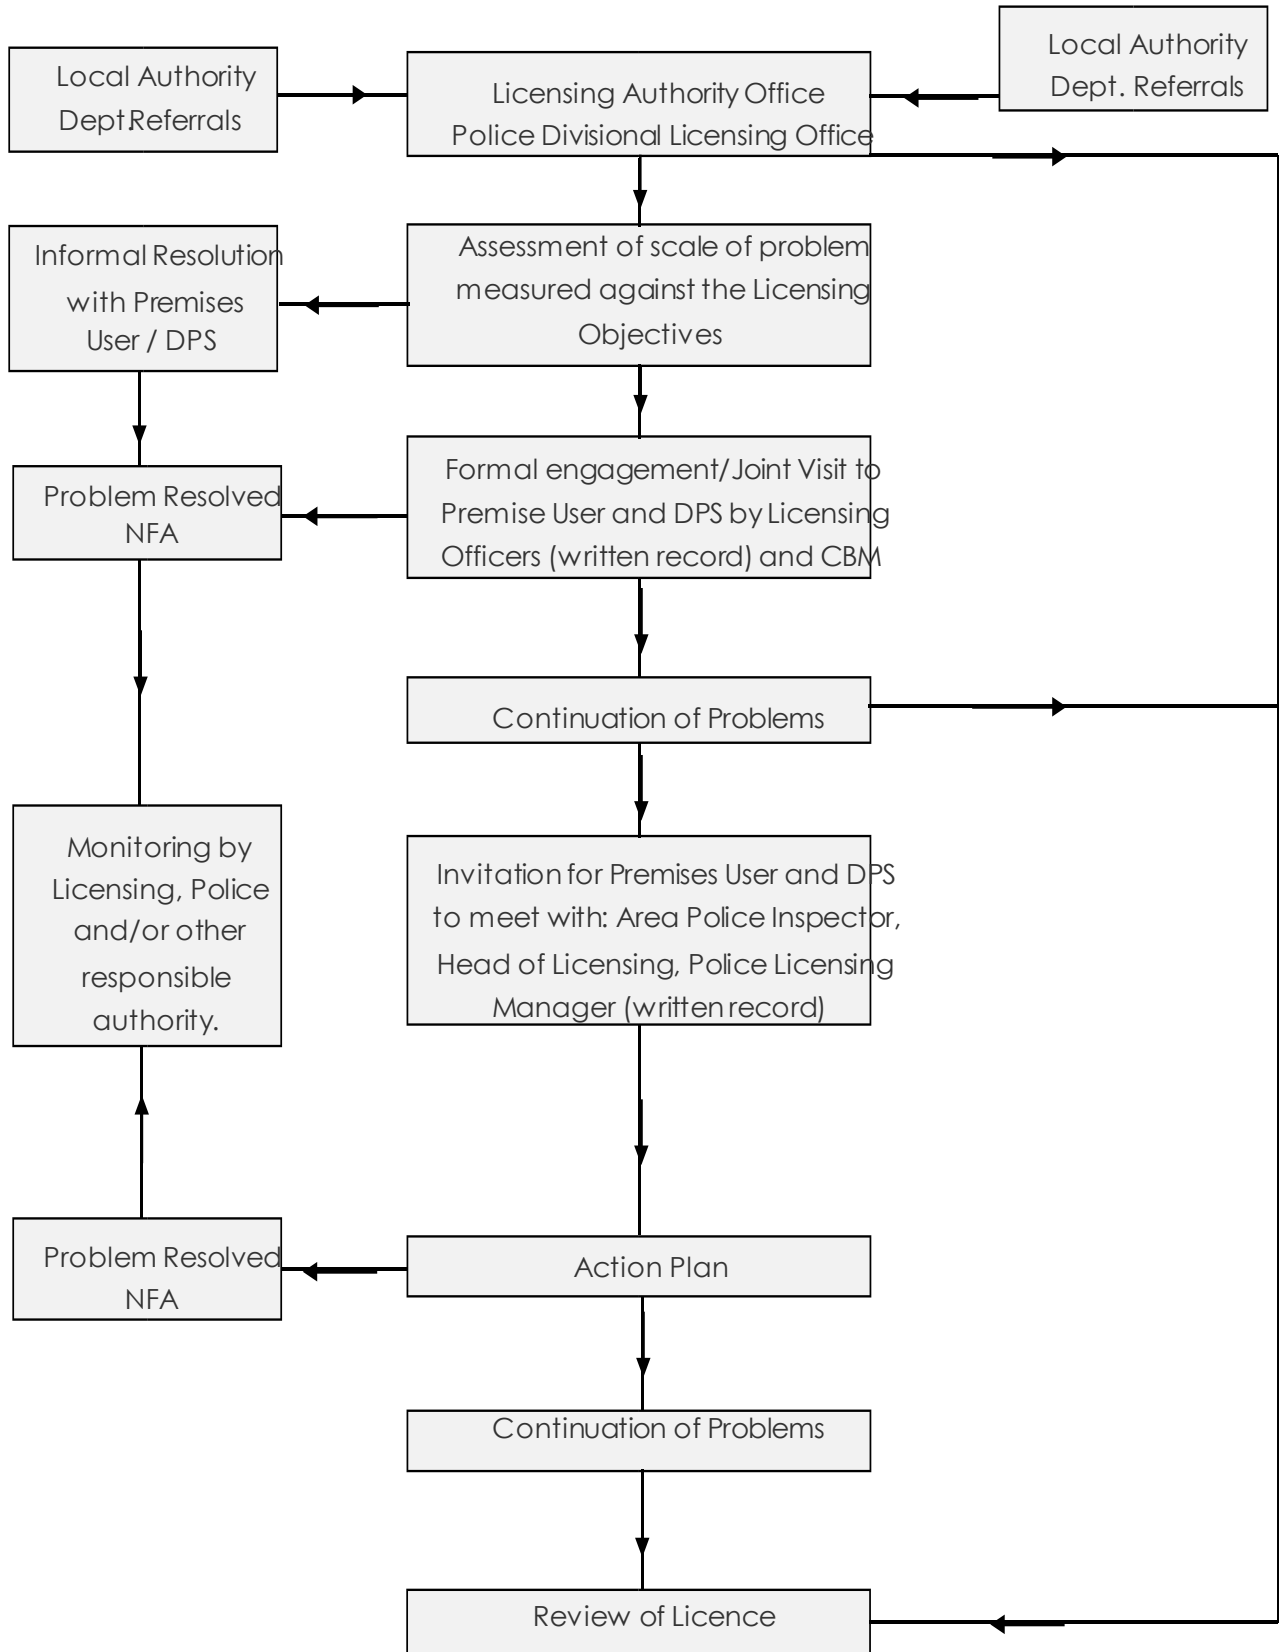 Local Authority
Dept.Referrals
Licensing Authority Office
Police Divisional Licensing Office
Local Authority
Dept. Referrals
Informal Resolution
with Premises
User / DPS
Assessment of scale of problem
measured against the Licensing
Objectives
Problem Resolved
NFA
Formal engagement/Joint Visit to
Premise User and DPS by Licensing
Officers (written record) and CBM
Continuation of Problems
Monitoring by
Licensing, Police
and/or other
responsible
authority.
Invitation for Premises User and DPS
to meet with: Area Police Inspector,
Head of Licensing, Police Licensing
Manager (written record)
Problem Resolved
NFA
Action Plan
Continuation of Problems
Review of Licence